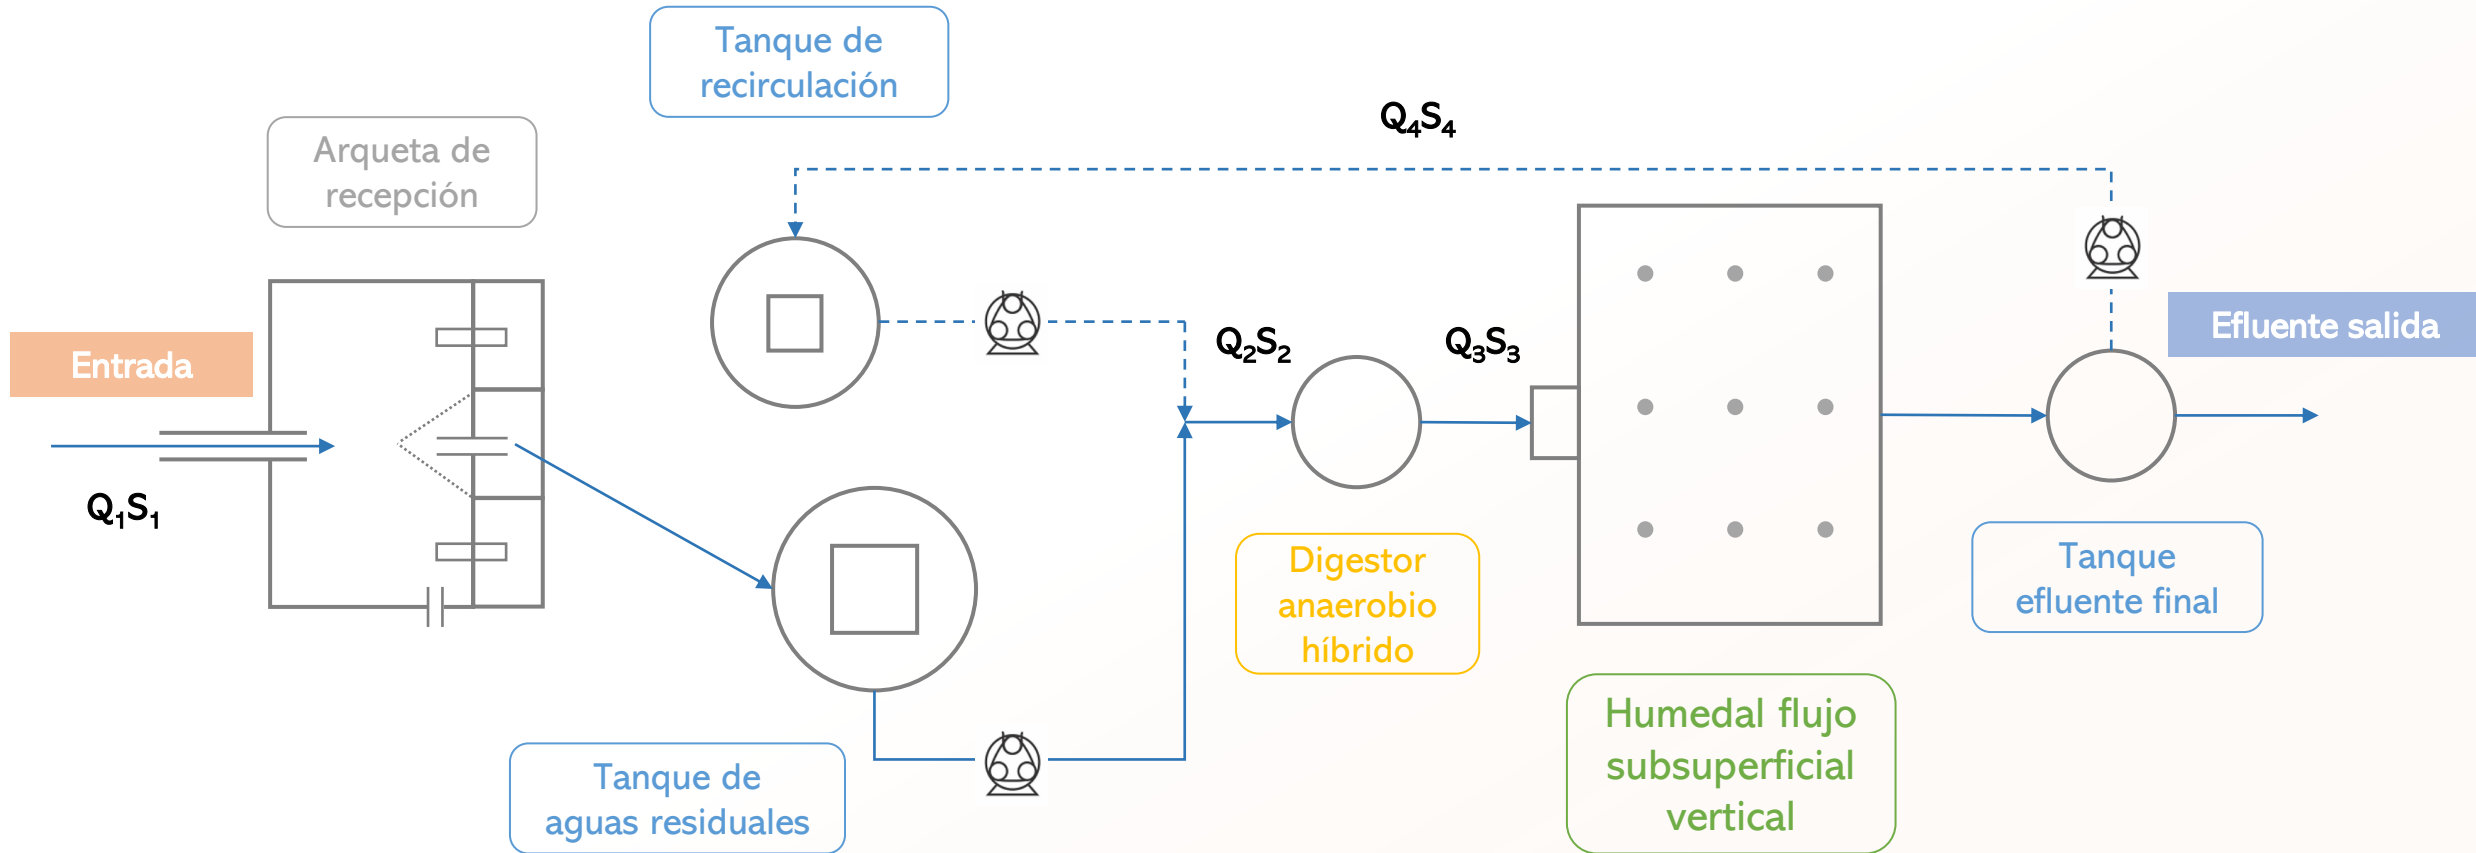 Tanque de
recirculación
Q₄S₄
Arqueta de
recepción
Entrada
Q₂S₂
Q₃S₃
Efluente salida
Q₁S₁
Digestor
anaerobio
híbrido
Tanque
efluente final
Humedal flujo
subsuperficial
vertical
Tanque de
aguas residuales